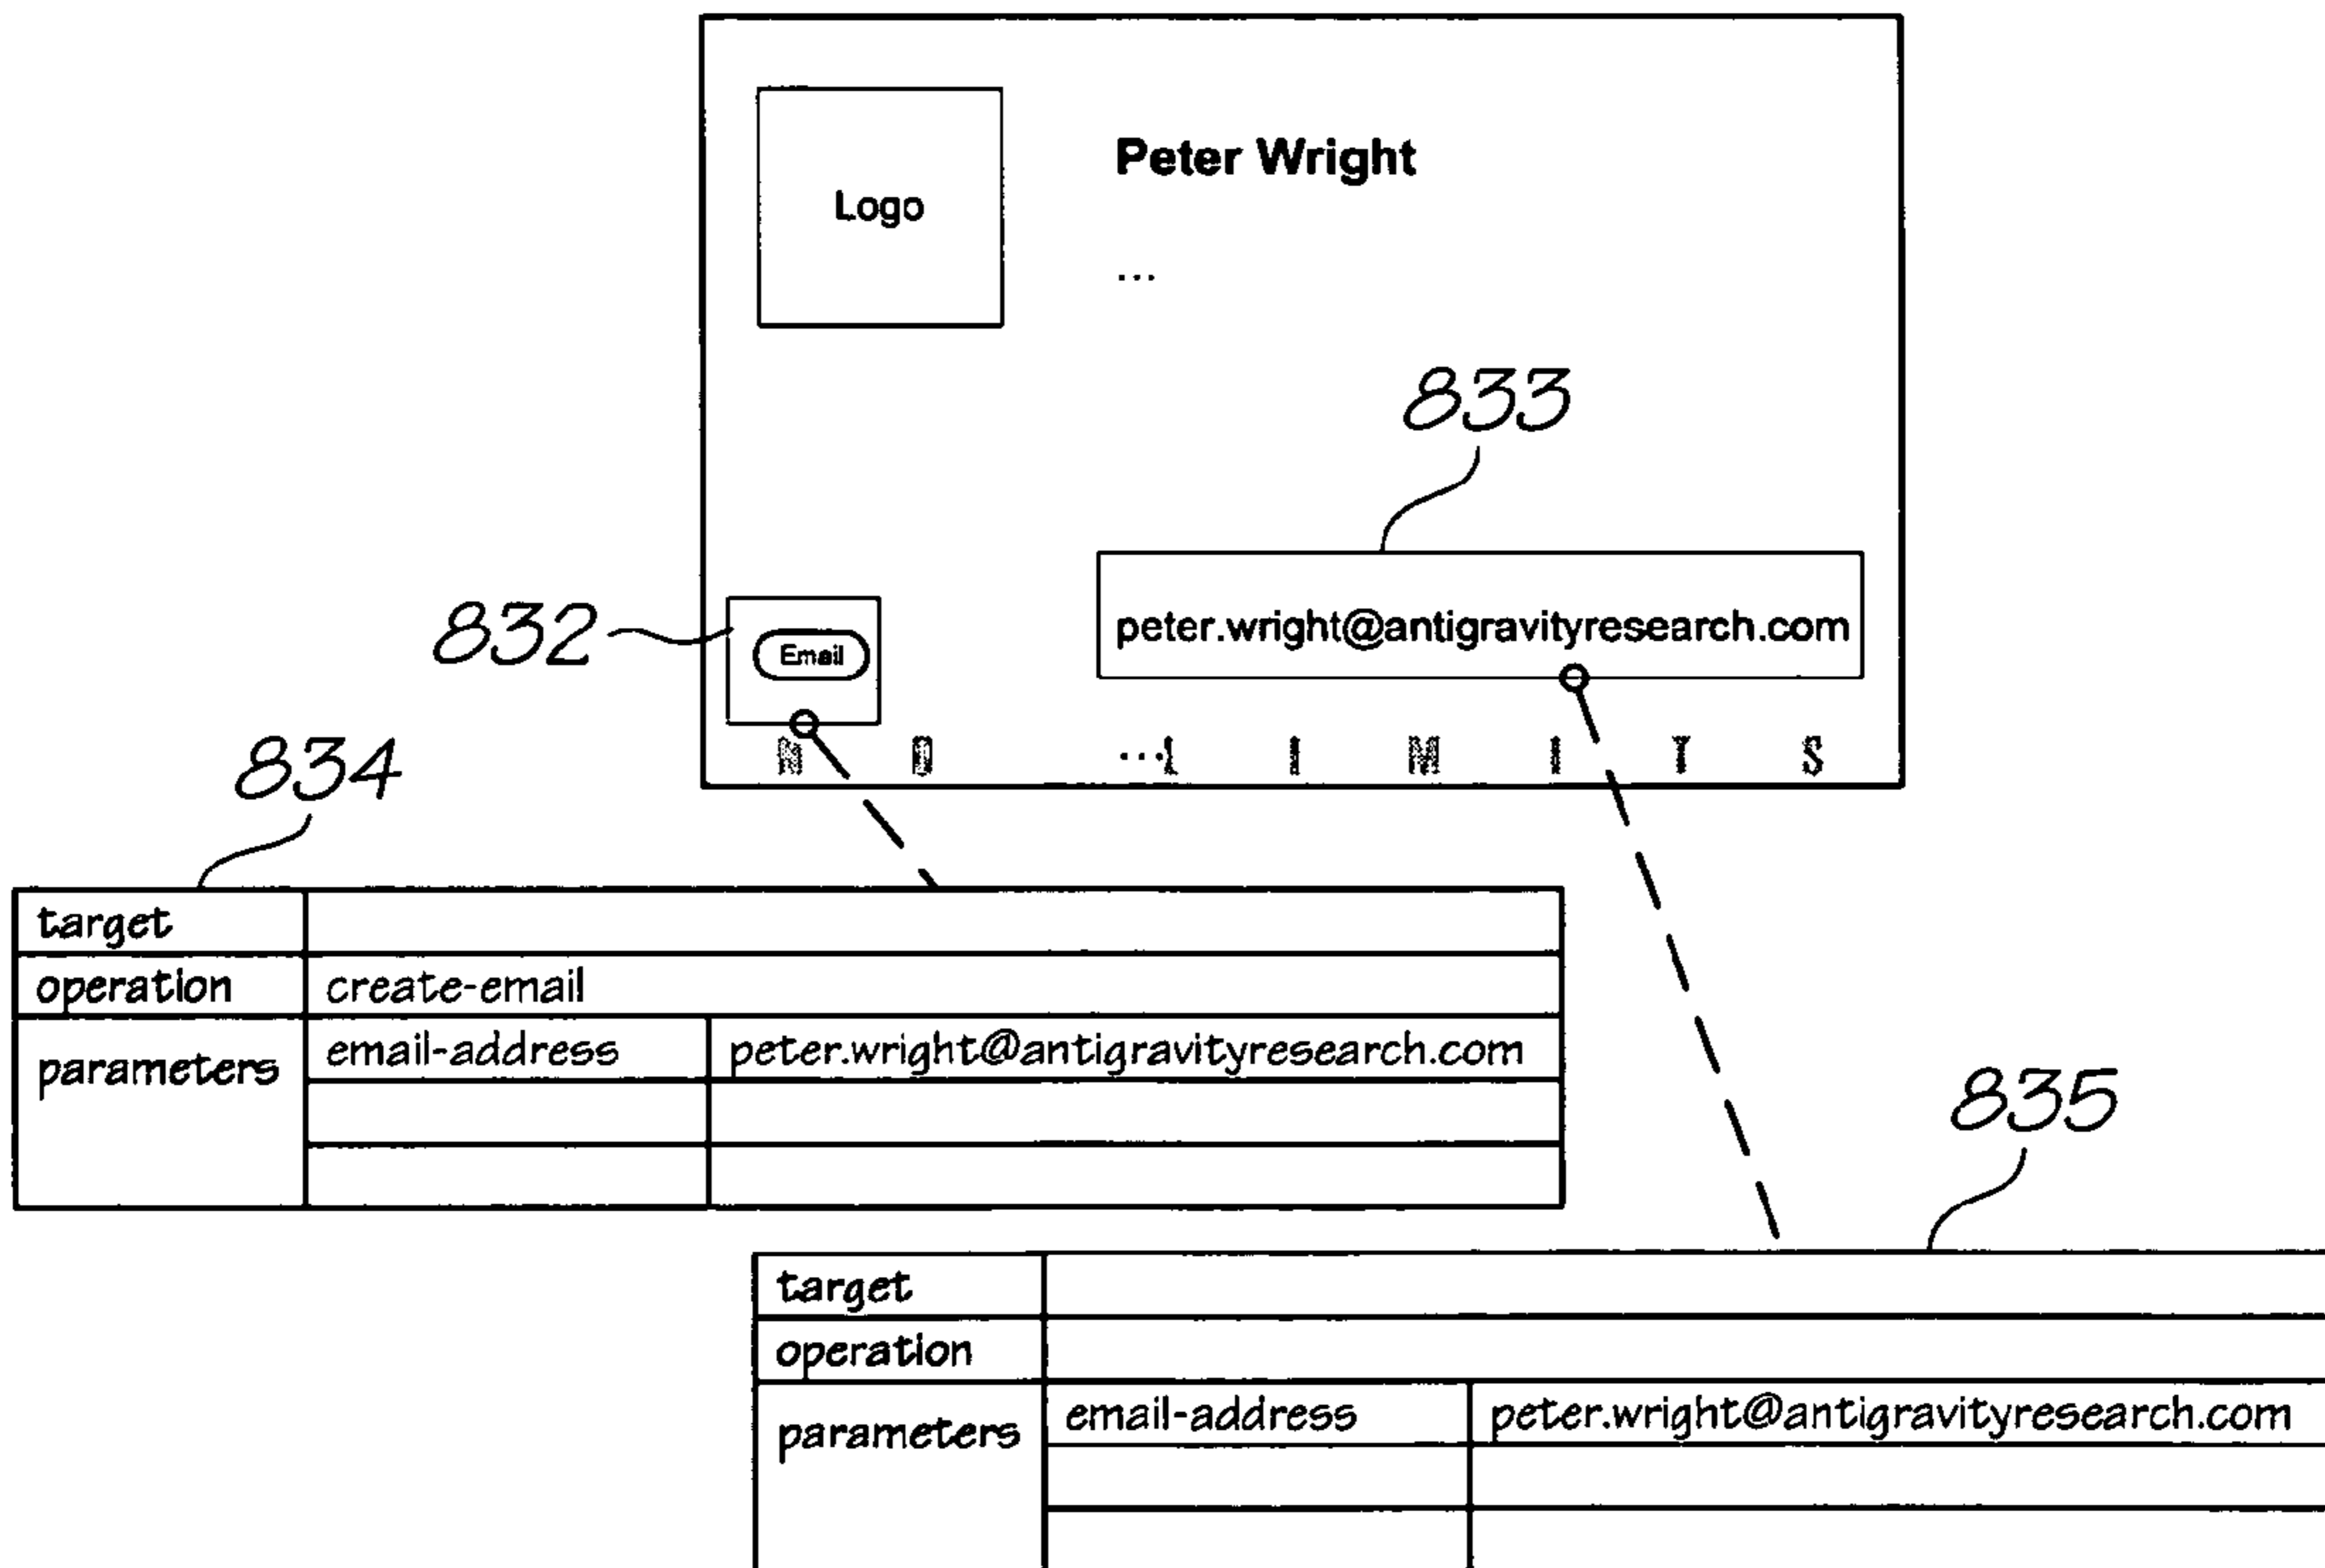 Peter Wright
Logo
...
833
peter.wright@antigravityresearch.com
832
Email
N O ...L I M I T S
834
target
operation create-email
parameters email-address peter.wright@antigravityresearch.com
835
target
operation
parameters email-address peter.wright@antigravityresearch.com